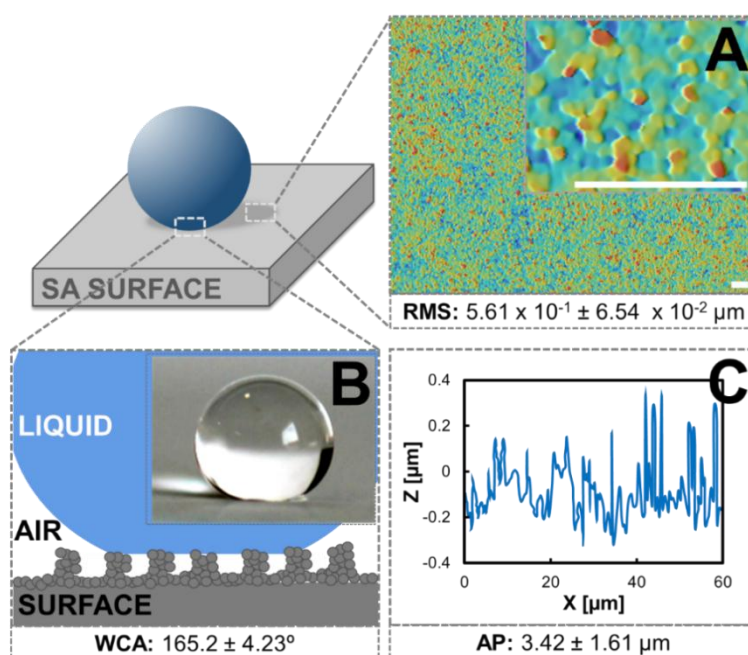 A
SA SURFACE
RMS: 5.61 x 10⁻¹ ± 6.54 x 10⁻² µm
B
LIQUID
AIR
SURFACE
WCA: 165.2 ± 4.23º
C
0.4
0.2
0
-0.2
-0.4
Z [µm]
0 20 40 60
X [µm]
AP: 3.42 ± 1.61 µm